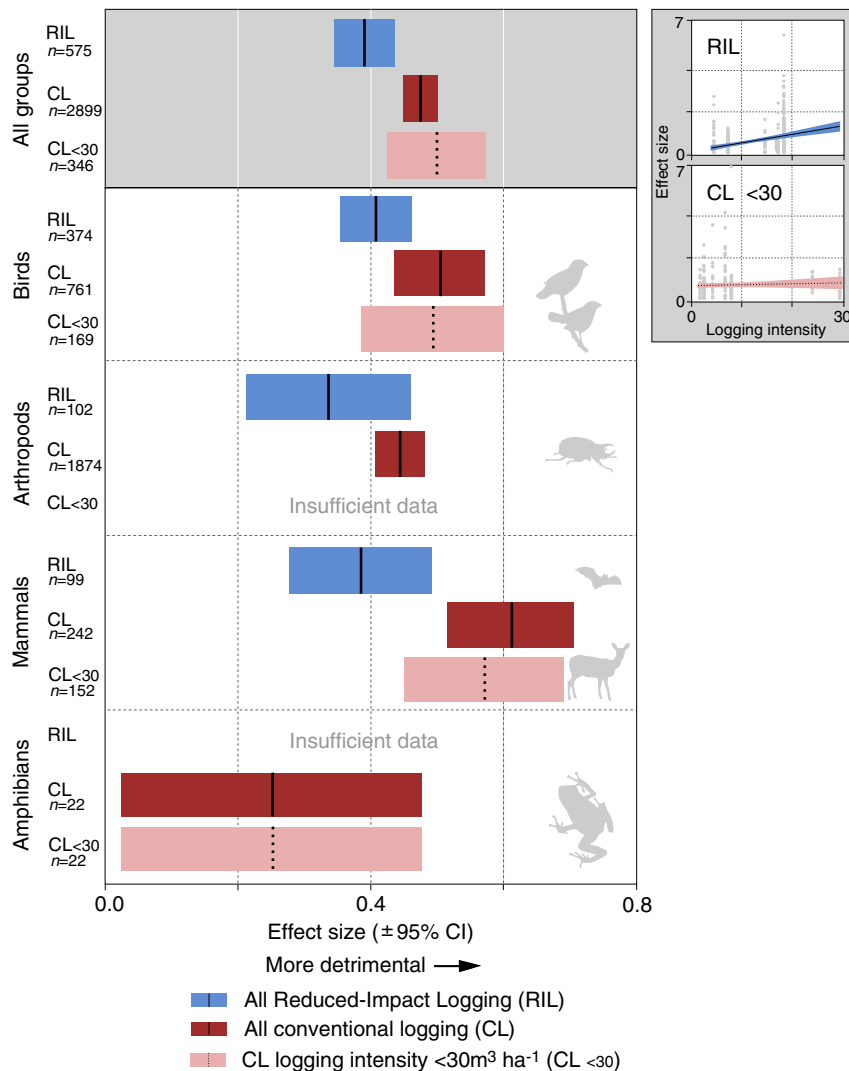 All groups
RIL
n=575
CL
n=2899
CL<30
n=346
Birds
RIL
n=374
CL
n=761
CL<30
n=169
Arthropods
RIL
n=102
CL
n=1874
CL<30
Insufficient data
Mammals
RIL
n=99
CL
n=242
CL<30
n=152
Amphibians
RIL
Insufficient data
CL
n=22
CL<30
n=22
0.0 0.4 0.8
Effect size (±95% CI)
More detrimental
All Reduced-Impact Logging (RIL)
All conventional logging (CL)
CL logging intensity <30m³ ha⁻¹ (CL <30)
7
RIL
0
Effect size
7
CL <30
0
0 30
Logging intensity